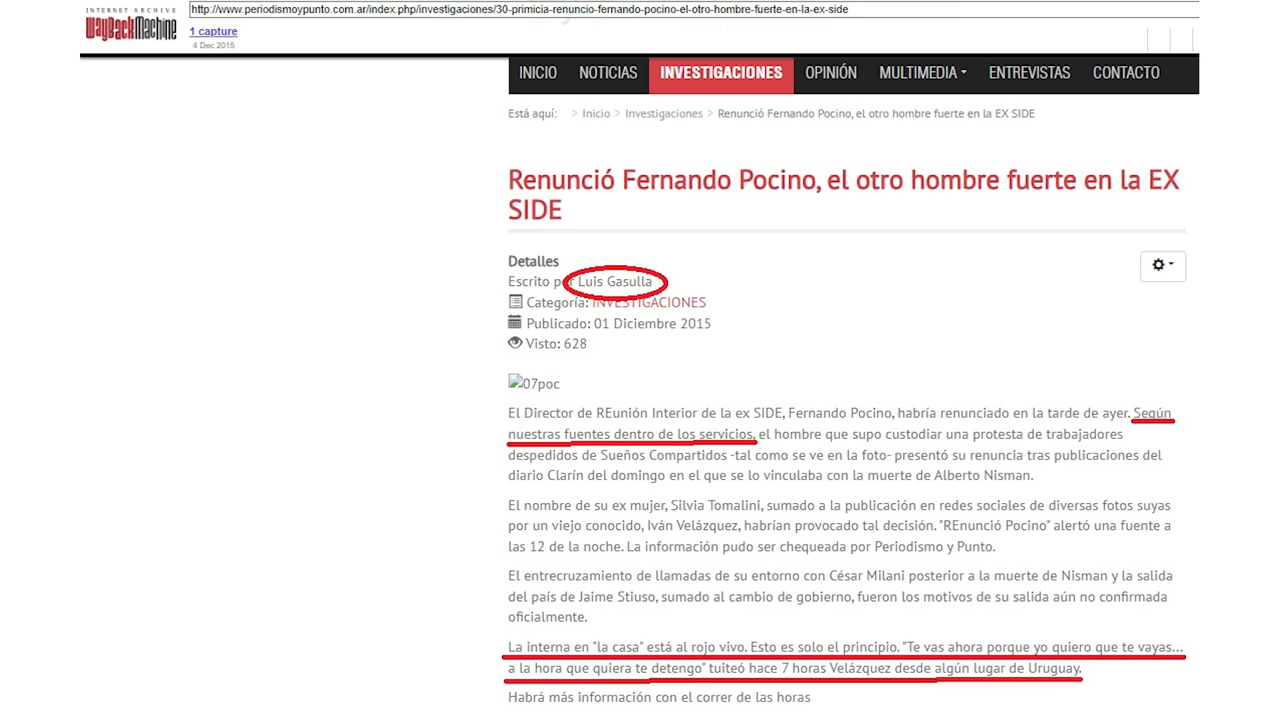 INTERNET ARCHIVE
WayBackMachine
http://www.periodismoypunto.com.ar/index.php/investigaciones/30-primicia-renuncio-fernando-pocino-el-otro-hombre-fuerte-en-la-ex-side
1 capture
4 Dec 2015
INICIO NOTICIAS INVESTIGACIONES OPINIÓN MULTIMEDIA ENTREVISTAS CONTACTO
Está aquí: > Inicio > Investigaciones > Renunció Fernando Pocino, el otro hombre fuerte en la EX SIDE
Renunció Fernando Pocino, el otro hombre fuerte en la EX
SIDE
Detalles
Escrito por Luis Gasulla
Categoría: INVESTIGACIONES
Publicado: 01 Diciembre 2015
Visto: 628
07poc
El Director de REunión Interior de la ex SIDE, Fernando Pocino, habría renunciado en la tarde de ayer. Según
nuestras fuentes dentro de los servicios, el hombre que supo custodiar una protesta de trabajadores
despedidos de Sueños Compartidos -tal como se ve en la foto- presentó su renuncia tras publicaciones del
diario Clarín del domingo en el que se lo vinculaba con la muerte de Alberto Nisman.
El nombre de su ex mujer, Silvia Tomalini, sumado a la publicación en redes sociales de diversas fotos suyas
por un viejo conocido, Iván Velázquez, habrían provocado tal decisión. "REnunció Pocino" alertó una fuente a
las 12 de la noche. La información pudo ser chequeada por Periodismo y Punto.
El entrecruzamiento de llamadas de su entorno con César Milani posterior a la muerte de Nisman y la salida
del país de Jaime Stiuso, sumado al cambio de gobierno, fueron los motivos de su salida aún no confirmada
oficialmente.
La interna en "la casa" está al rojo vivo. Esto es solo el principio. "Te vas ahora porque yo quiero que te vayas...
a la hora que quiera te detengo" tuiteó hace 7 horas Velázquez desde algún lugar de Uruguay.
Habrá más información con el correr de las horas